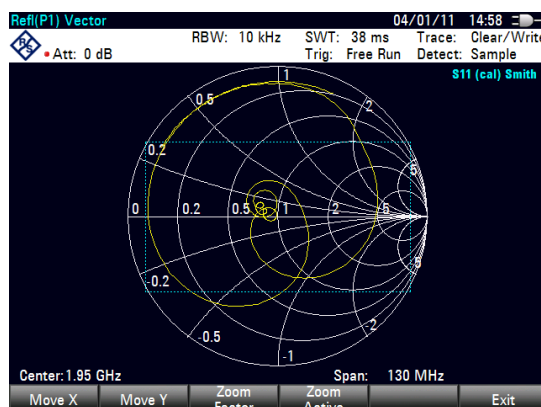 Refl(P1) Vector 04/01/11 14:58
RBW: 10 kHz SWT: 38 ms Trace: Clear/Write
Att: 0 dB Trig: Free Run Detect: Sample
S11 (cal) Smith
1
0.5
2
0.2
5
0 0.2 0.5 1 2 5
5
-0.2
-0.5
-2
-1
Center: 1.95 GHz Span: 130 MHz
Move X Move Y Zoom Zoom Exit